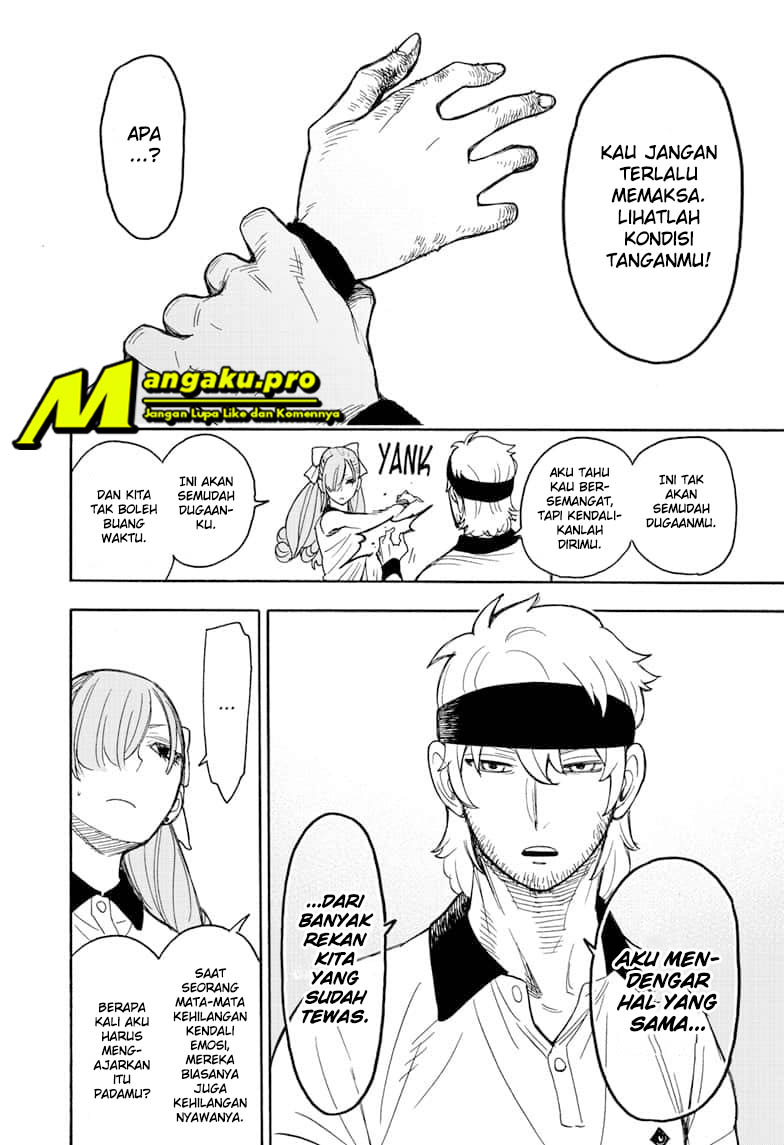 KAU JANGAN
TERLALU
MEMAKSA.
LIHATLAH
KONDISI
TANGANMU!
APA
...?
Mangaku.pro
Jangan Lupa Like dan Komennya
INI TAK
AKAN
SEMUDAH
DUGAANMU.
AKU TAHU
KAU BER-
SEMANGAT,
TAPI KENDALI-
KANLAH
DIRIMU.
YANK
INI AKAN
SEMUDAH
DUGAAN-
KU.
DAN KITA
TAK BOLEH
BUANG
WAKTU.
AKU MEN-
DENGAR
HAL YANG
SAMA...
...DARI
BANYAK
REKAN
KITA
YANG
SUDAH
TEWAS.
...
SAAT
SEORANG
MATA-MATA
KEHILANGAN
KENDALI
EMOSI,
MEREKA
BIASANYA
JUGA
KEHILANGAN
NYAWANYA.
BERAPA
KALI AKU
HARUS
MENG-
AJARKAN
ITU
PADAMU?